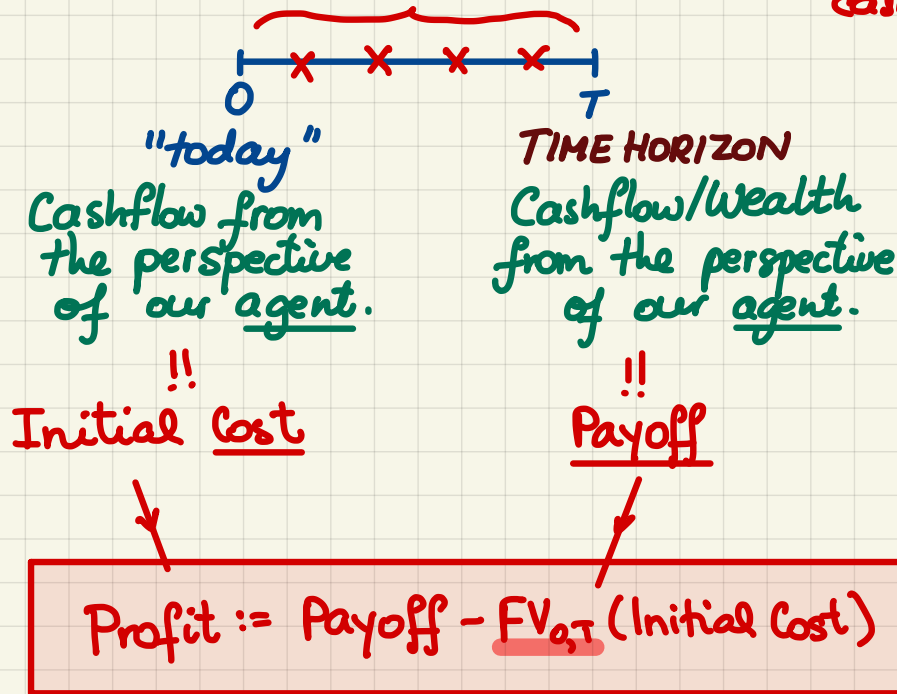 0 T
"today" TIME HORIZON
Cashflow from Cashflow/Wealth
the perspective from the perspective
of our agent. of our agent.
!! !!
Initial Cost Payoff
Profit := Payoff - FV₀,T (Initial Cost)